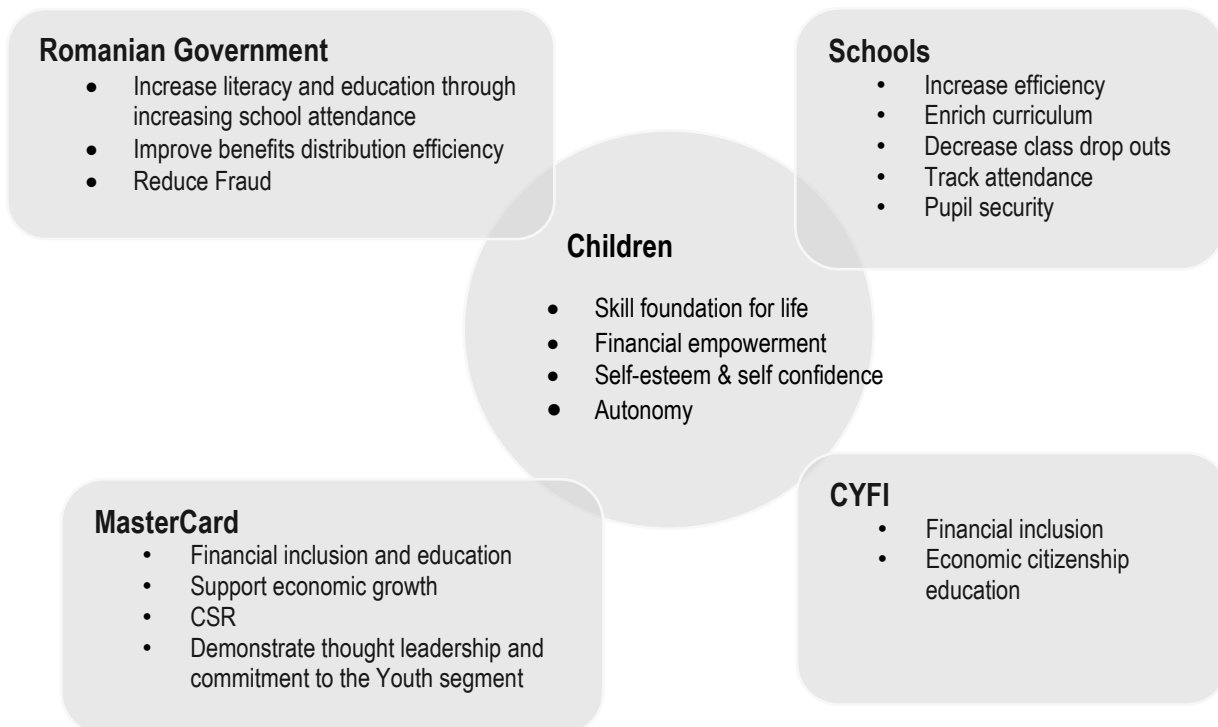 Romanian Government
• Increase literacy and education through
increasing school attendance
• Improve benefits distribution efficiency
• Reduce Fraud
Schools
• Increase efficiency
• Enrich curriculum
• Decrease class drop outs
• Track attendance
• Pupil security
Children
• Skill foundation for life
• Financial empowerment
• Self-esteem & self confidence
• Autonomy
MasterCard
• Financial inclusion and education
• Support economic growth
• CSR
• Demonstrate thought leadership and
commitment to the Youth segment
CYFI
• Financial inclusion
• Economic citizenship
education